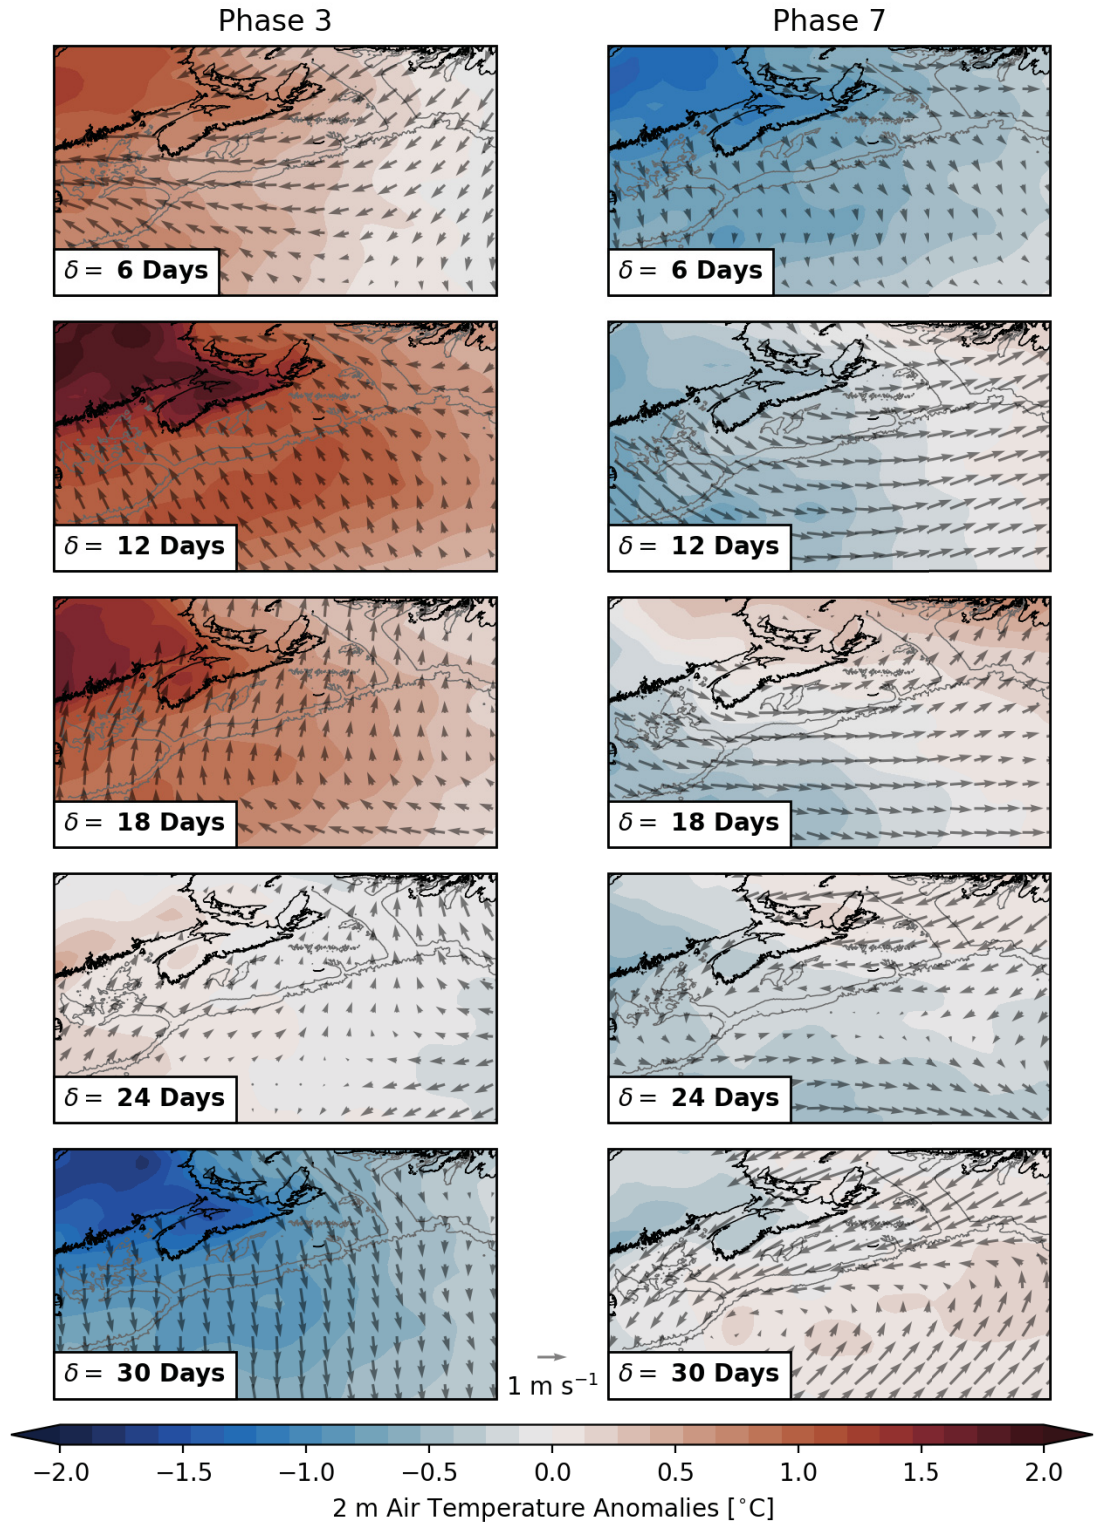 Phase 3
Phase 7
δ = 6 Days
δ = 6 Days
δ = 12 Days
δ = 12 Days
δ = 18 Days
δ = 18 Days
δ = 24 Days
δ = 24 Days
δ = 30 Days
1 m s⁻¹
δ = 30 Days
−2.0 −1.5 −1.0 −0.5 0.0 0.5 1.0 1.5 2.0
2 m Air Temperature Anomalies [°C]